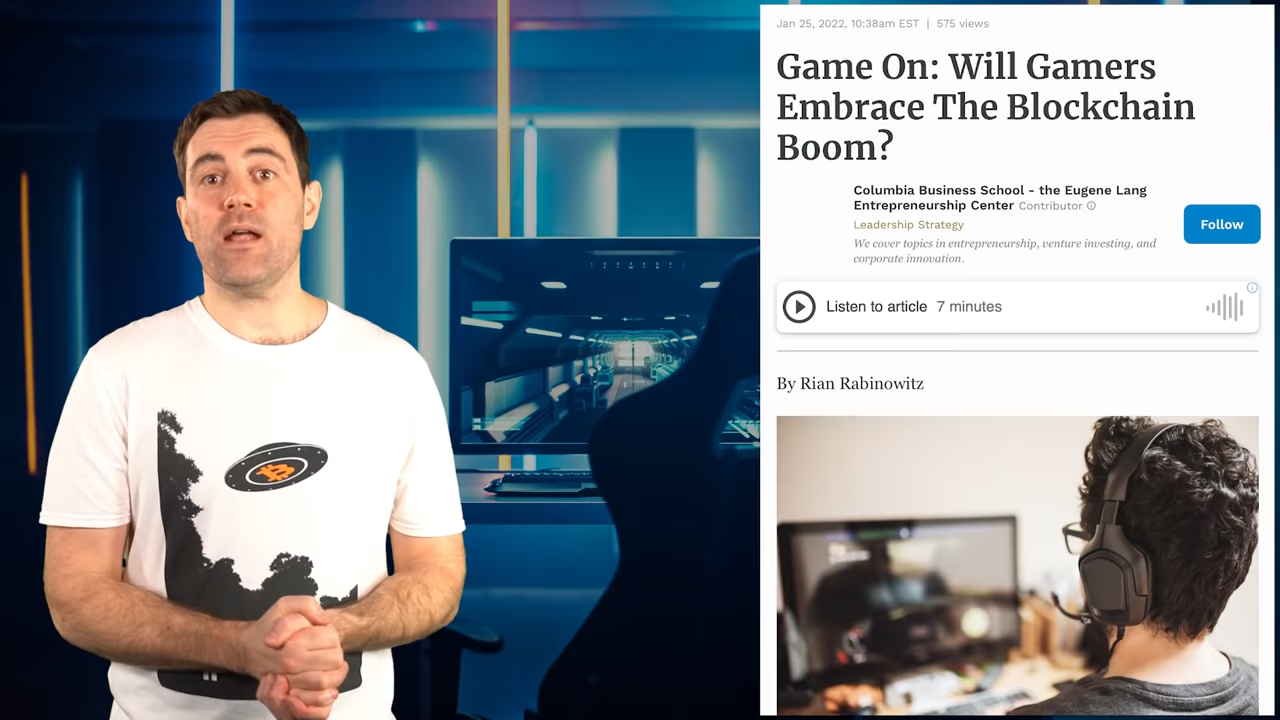 Jan 25, 2022, 10:38am EST | 575 views
Game On: Will Gamers
Embrace The Blockchain
Boom?
Columbia Business School - the Eugene Lang
Entrepreneurship Center Contributor
Leadership Strategy
We cover topics in entrepreneurship, venture investing, and
corporate innovation.
Follow
Listen to article 7 minutes
By Rian Rabinowitz